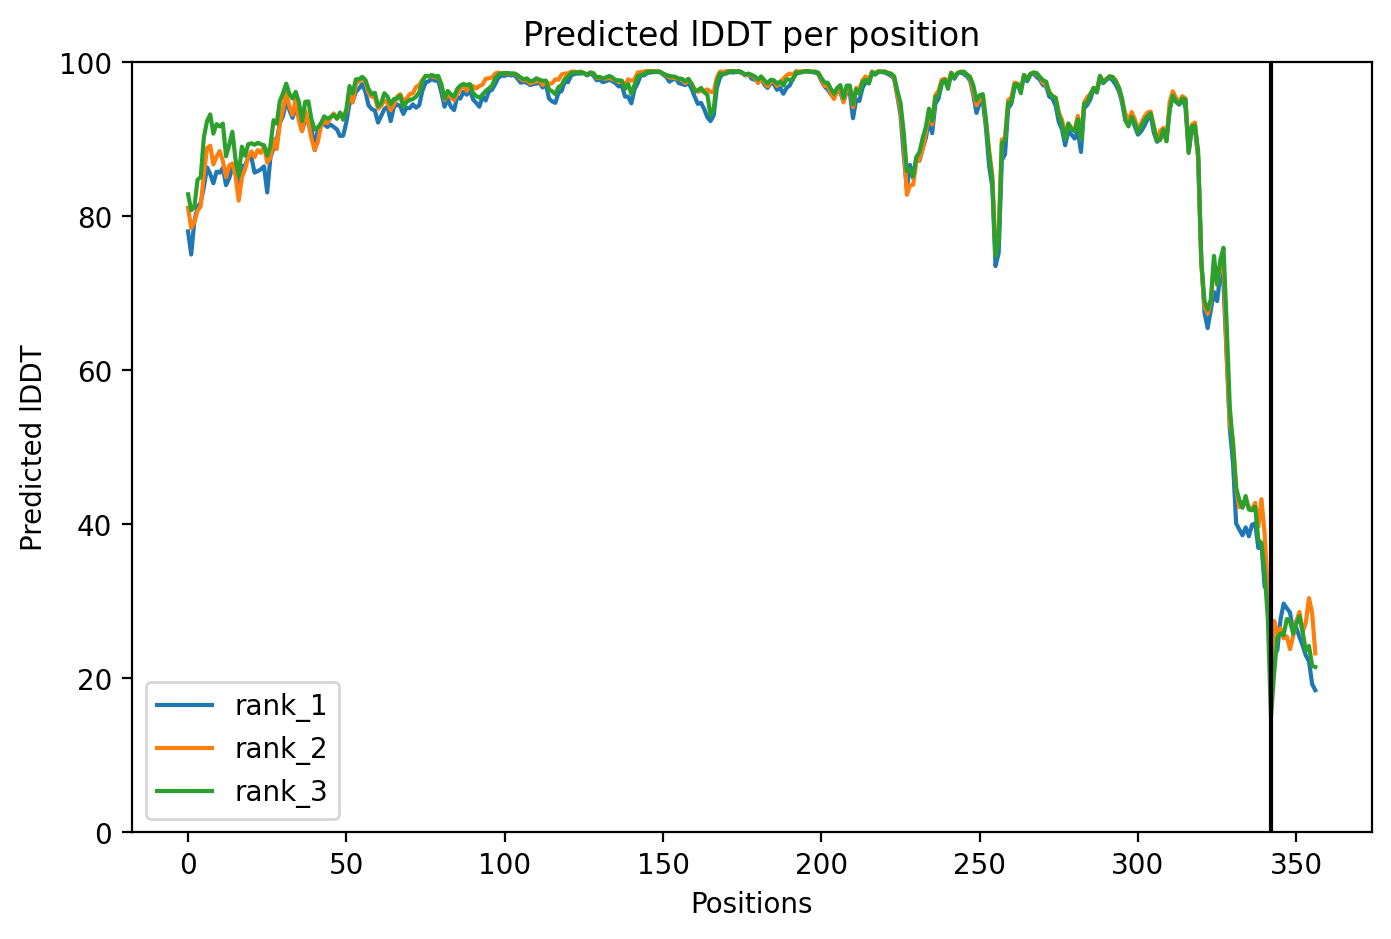 Predicted lDDT per position
100
80
60
40
20
0
Predicted lDDT
rank_1
rank_2
rank_3
0 50 100 150 200 250 300 350
Positions